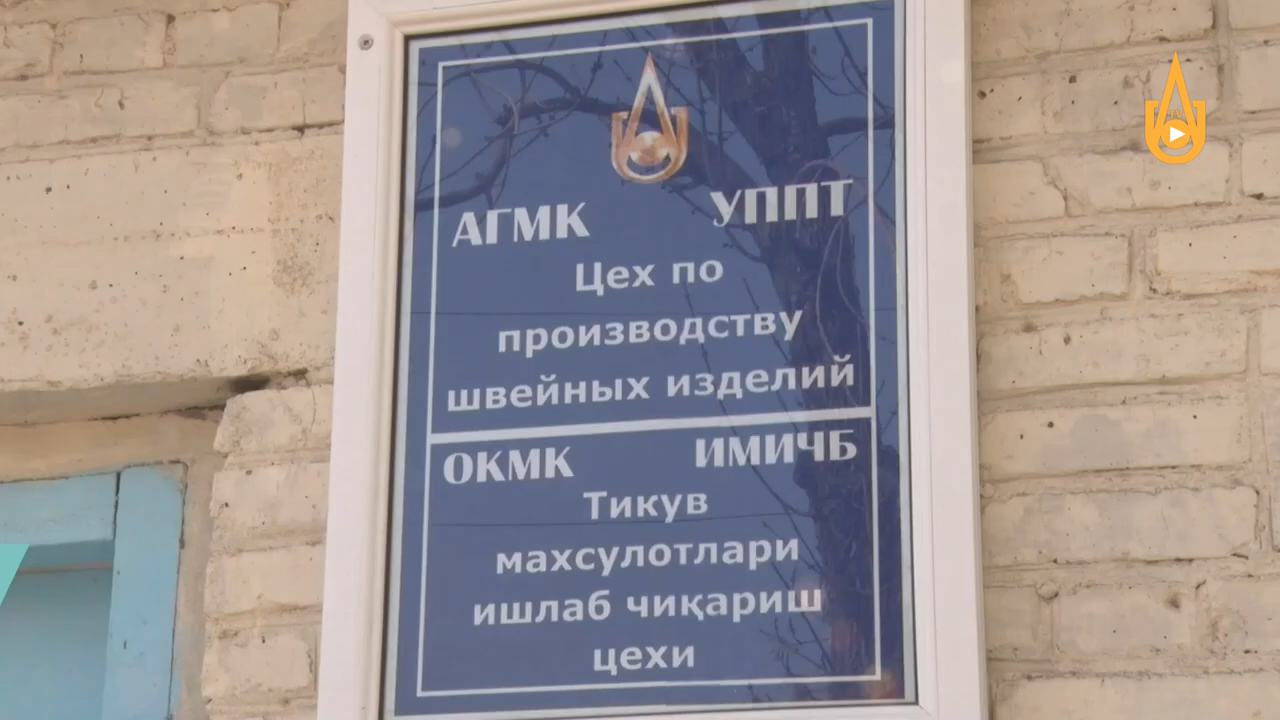 АГМК УППТ
Цех по
производству
швейных изделий
ОКМК ИМИЧБ
Тикув
махсулотлари
ишлаб чиқариш
цехи